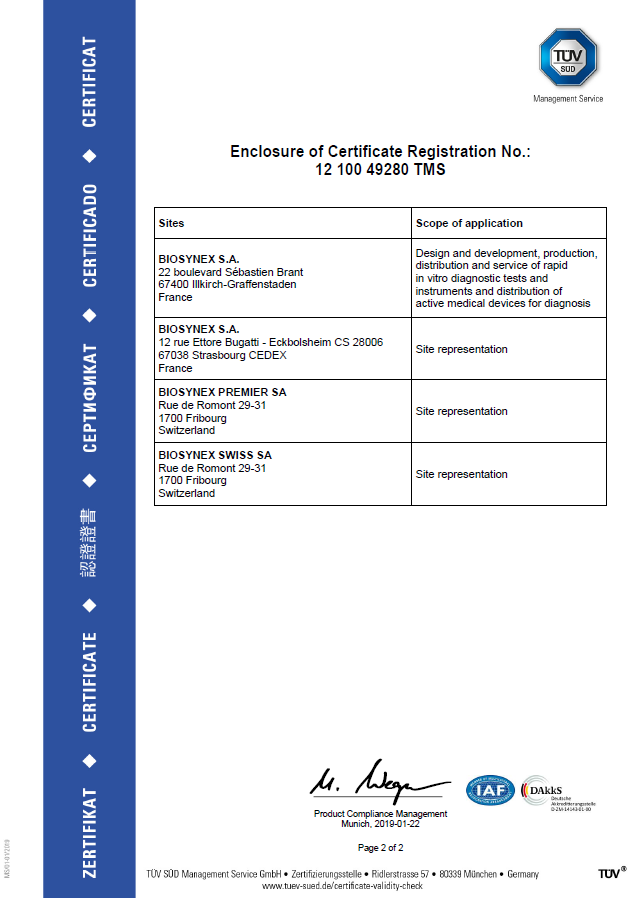 TÜV
SÜD
Management Service
Enclosure of Certificate Registration No.:
12 100 49280 TMS
Sites
Scope of application
BIOSYNEX S.A.
22 boulevard Sébastien Brant
67400 Illkirch-Graffenstaden
France
Design and development, production,
distribution and service of rapid
in vitro diagnostic tests and
instruments and distribution of
active medical devices for diagnosis
BIOSYNEX S.A.
12 rue Ettore Bugatti - Eckbolsheim CS 28006
67038 Strasbourg CEDEX
France
Site representation
BIOSYNEX PREMIER SA
Rue de Romont 29-31
1700 Fribourg
Switzerland
Site representation
BIOSYNEX SWISS SA
Rue de Romont 29-31
1700 Fribourg
Switzerland
Site representation
ZERTIFIKAT ◆ CERTIFICATE ◆ 認證證書 ◆ СЕРТИФИКАТ ◆ CERTIFICADO ◆ CERTIFICAT
IAF
DAkkS
Deutsche
Akkreditierungsstelle
D-ZM-14143-01-00
Product Compliance Management
Munich, 2019-01-22
Page 2 of 2
TÜV SÜD Management Service GmbH • Zertifizierungsstelle • Ridlerstrasse 57 • 80339 München • Germany
www.tuev-sued.de/certificate-validity-check
TÜV®